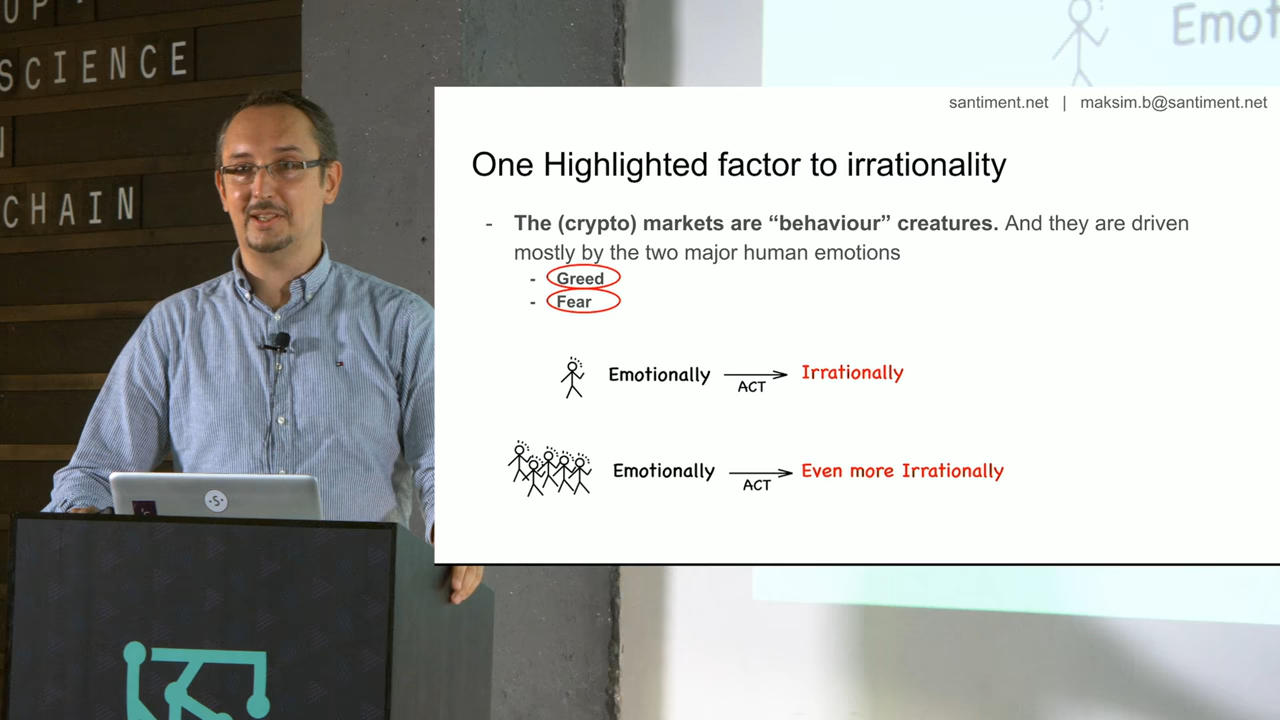 SCIENCE
CHAIN
Emot
santiment.net | maksim.b@santiment.net
One Highlighted factor to irrationality
- The (crypto) markets are “behaviour” creatures. And they are driven
mostly by the two major human emotions
- Greed
- Fear
Emotionally ACT Irrationally
Emotionally ACT Even more Irrationally
S